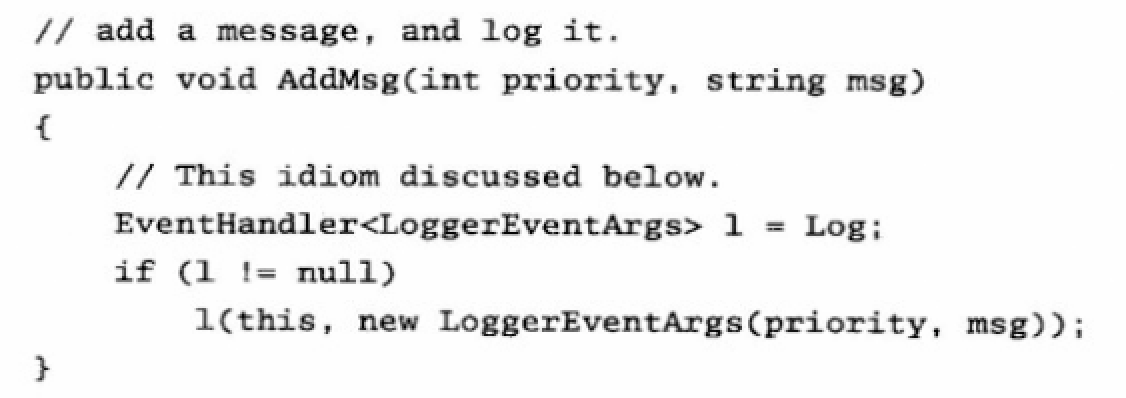 // add a message, and log it.
public void AddMsg(int priority, string msg)
{
// This idiom discussed below.
EventHandler<LoggerEventArgs> l = Log;
if (l != null)
l(this, new LoggerEventArgs(priority, msg));
}